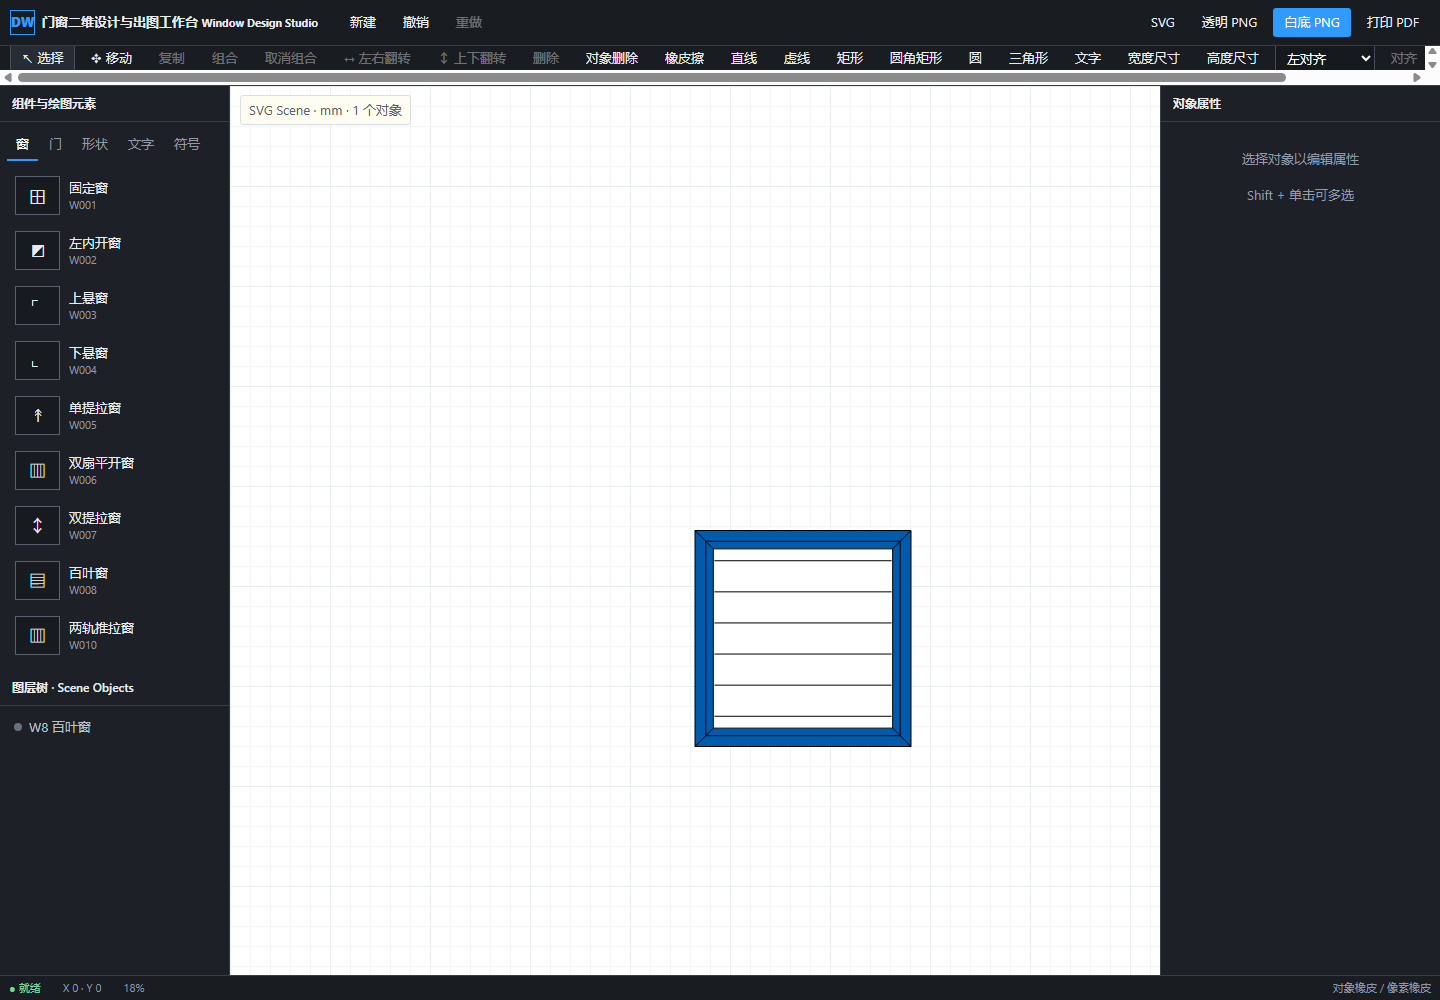 DW 门窗二维设计与出图工作台 Window Design Studio 新建 撤销 重做 SVG 透明 PNG 白底 PNG 打印 PDF
↖ 选择 ✥ 移动 复制 组合 取消组合 ↔ 左右翻转 ↕ 上下翻转 删除 对象删除 橡皮擦 直线 虚线 矩形 圆角矩形 圆 三角形 文字 宽度尺寸 高度尺寸 左对齐 对齐
组件与绘图元素
窗 门 形状 文字 符号
固定窗
W001
左内开窗
W002
上悬窗
W003
下悬窗
W004
单提拉窗
W005
双扇平开窗
W006
双提拉窗
W007
百叶窗
W008
两轨推拉窗
W010
图层树 · Scene Objects
W8 百叶窗
SVG Scene · mm · 1 个对象
对象属性
选择对象以编辑属性
Shift + 单击可多选
● 就绪 X 0 · Y 0 18% 对象橡皮 / 像素橡皮